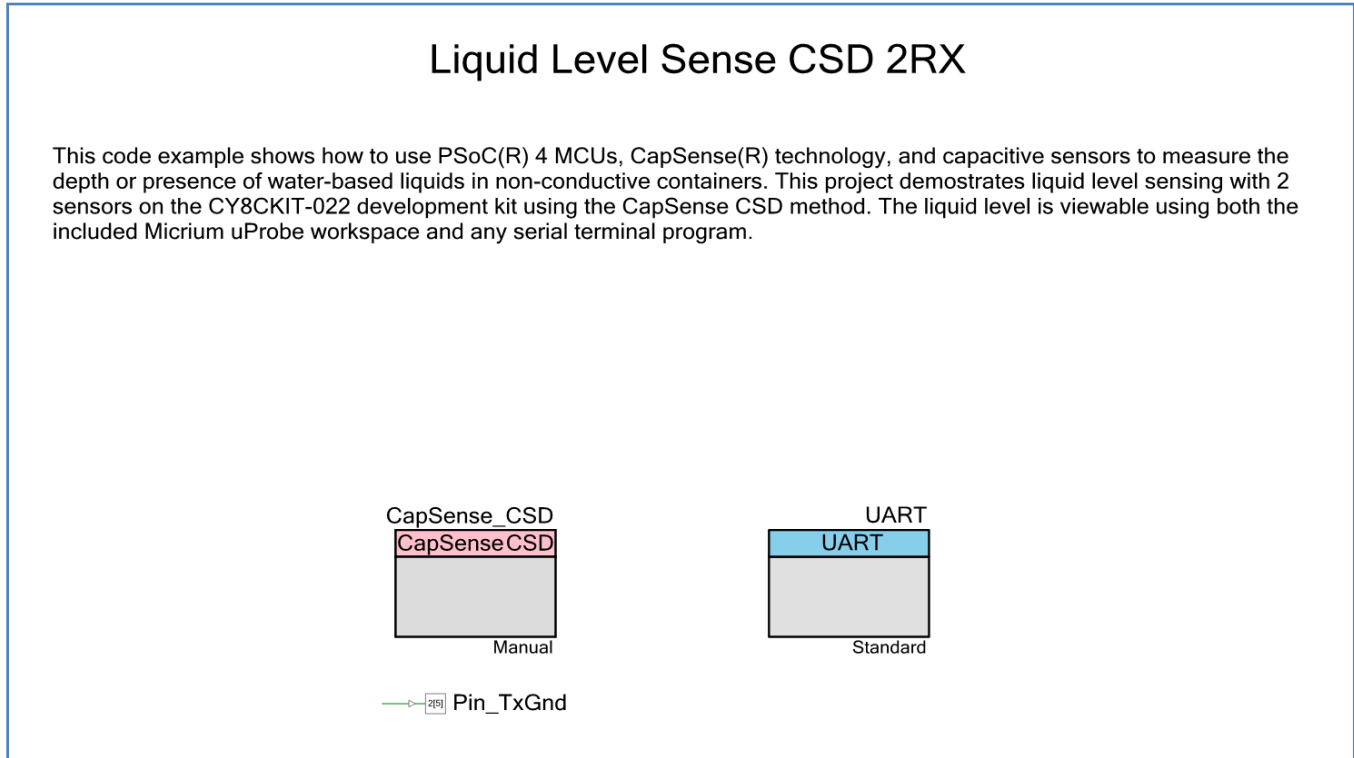 Liquid Level Sense CSD 2RX
This code example shows how to use PSoC(R) 4 MCUs, CapSense(R) technology, and capacitive sensors to measure the
depth or presence of water-based liquids in non-conductive containers. This project demostrates liquid level sensing with 2
sensors on the CY8CKIT-022 development kit using the CapSense CSD method. The liquid level is viewable using both the
included Micrium uProbe workspace and any serial terminal program.
CapSense_CSD
CapSense CSD
Manual
UART
UART
Standard
2[5] Pin_TxGnd